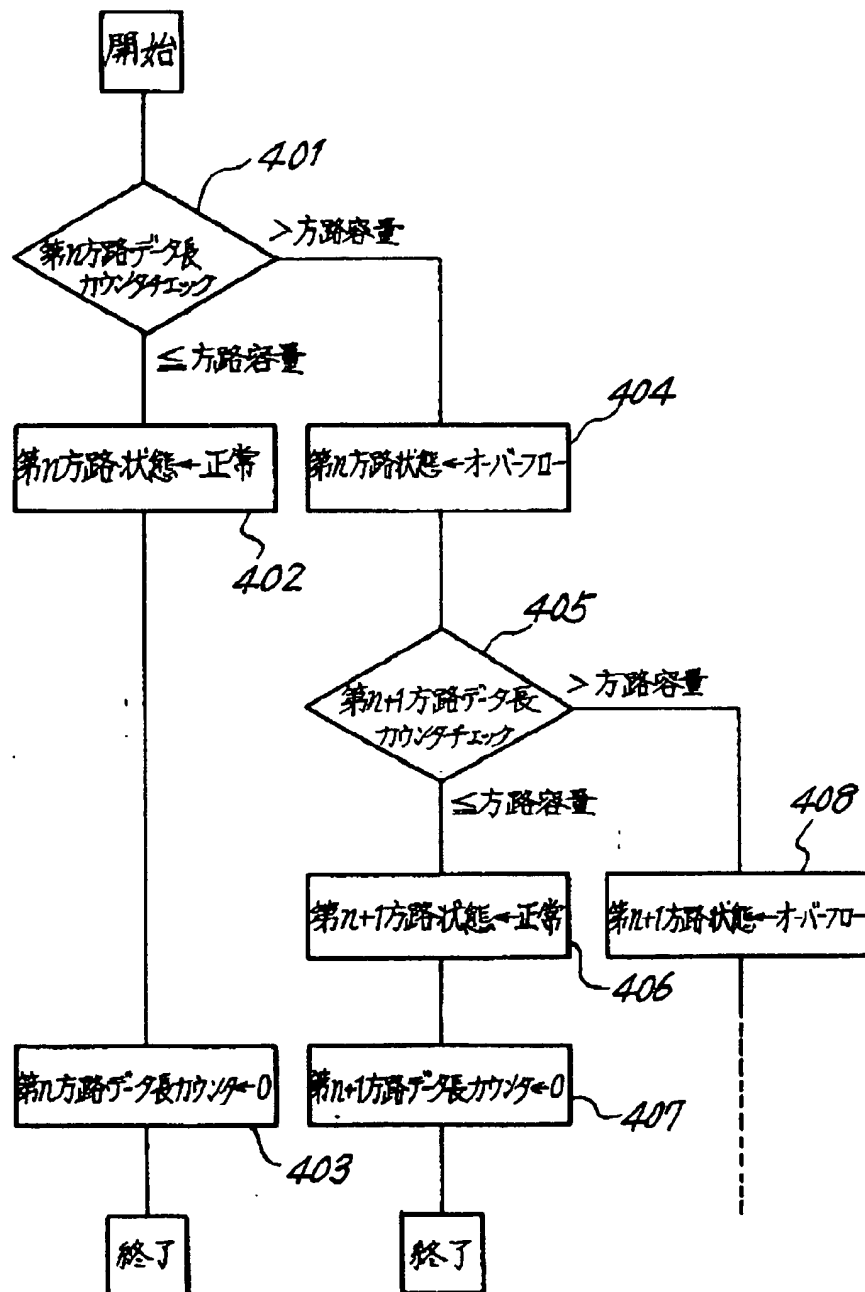 開始
401
第n方路データ長
カウンタチェック
>方路容量
≦方路容量
第n方路状態←正常
402
404
第n方路状態←オーバーフロー
405
第n+1方路データ長
カウンタチェック
>方路容量
≦方路容量
408
第n+1方路状態←正常
406
第n+1方路状態←オーバーフロー
第n方路データ長カウンタ←0
403
第n+1方路データ長カウンタ←0
407
終了
終了